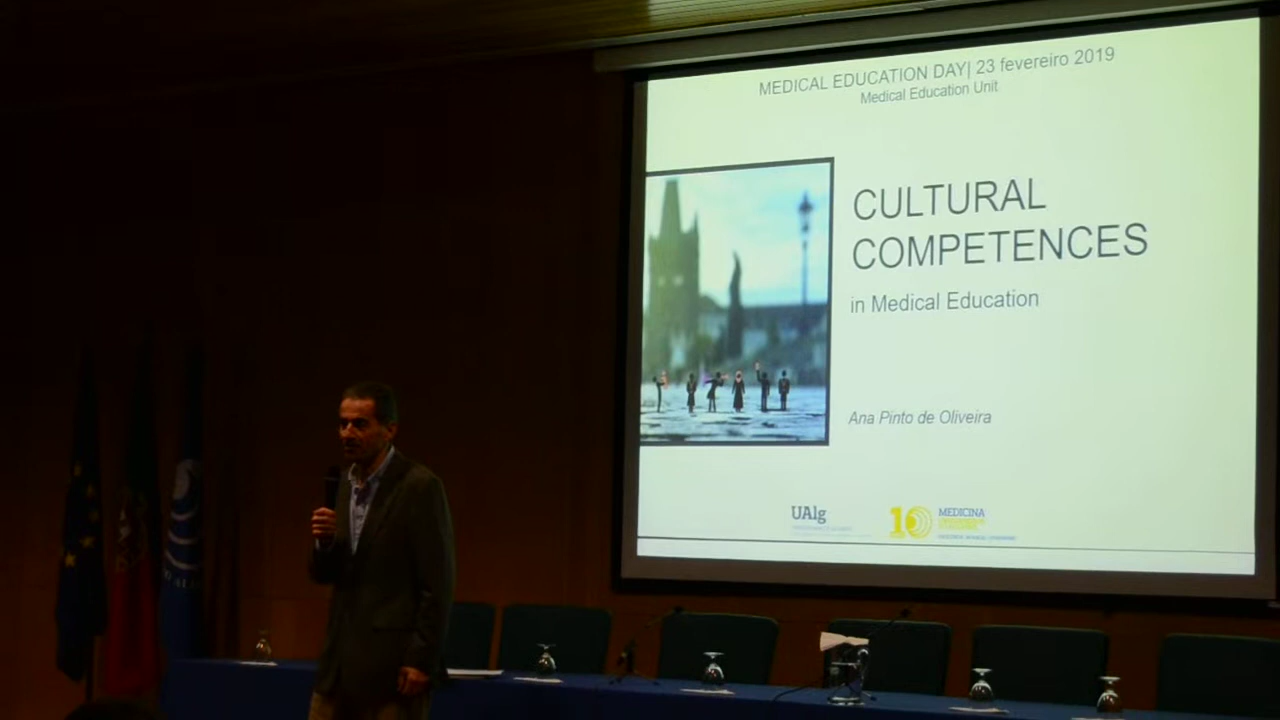 MEDICAL EDUCATION DAY| 23 fevereiro 2019
Medical Education Unit
CULTURAL
COMPETENCES
in Medical Education
Ana Pinto de Oliveira
UAlg
10 MEDICINA